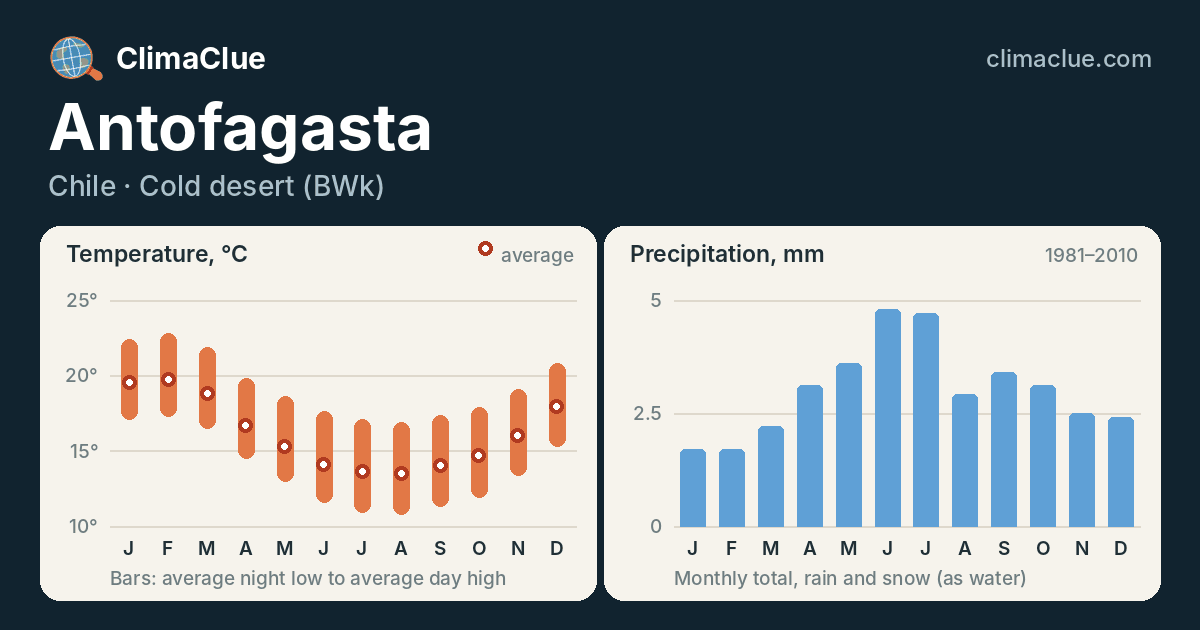 ClimaClue
climaclue.com
Antofagasta
Chile · Cold desert (BWk)
Temperature, °C
average
25°
20°
15°
10°
J F M A M J J A S O N D
Bars: average night low to average day high
Precipitation, mm
1981–2010
5
2.5
0
J F M A M J J A S O N D
Monthly total, rain and snow (as water)